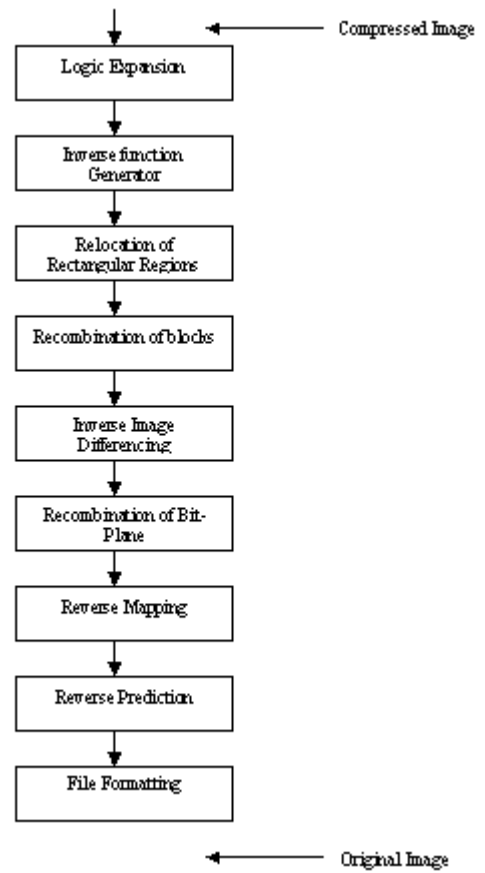 Compressed Image
Logic Expansion
Inverse function
Generator
Relocation of
Rectangular Regions
Recombination of blocks
Inverse Image
Differencing
Recombination of Bit-
Plane
Reverse Mapping
Reverse Prediction
File Formatting
Original Image